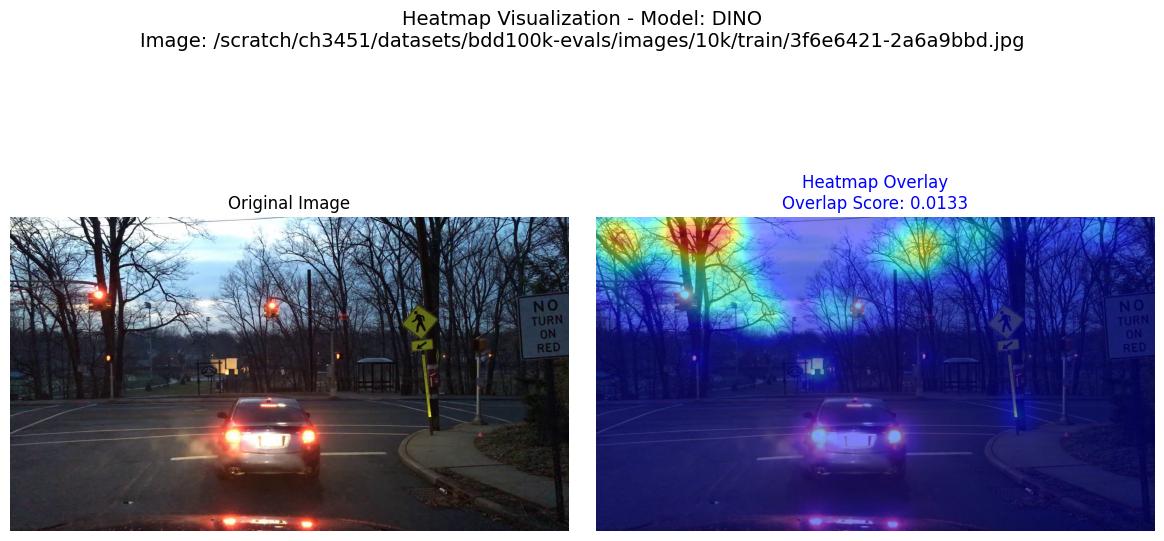 Heatmap Visualization - Model: DINO
Image: /scratch/ch3451/datasets/bdd100k-evals/images/10k/train/3f6e6421-2a6a9bbd.jpg
Original Image
Heatmap Overlay
Overlap Score: 0.0133
NO
TURN
ON
RED
NO
TURN
ON
RED